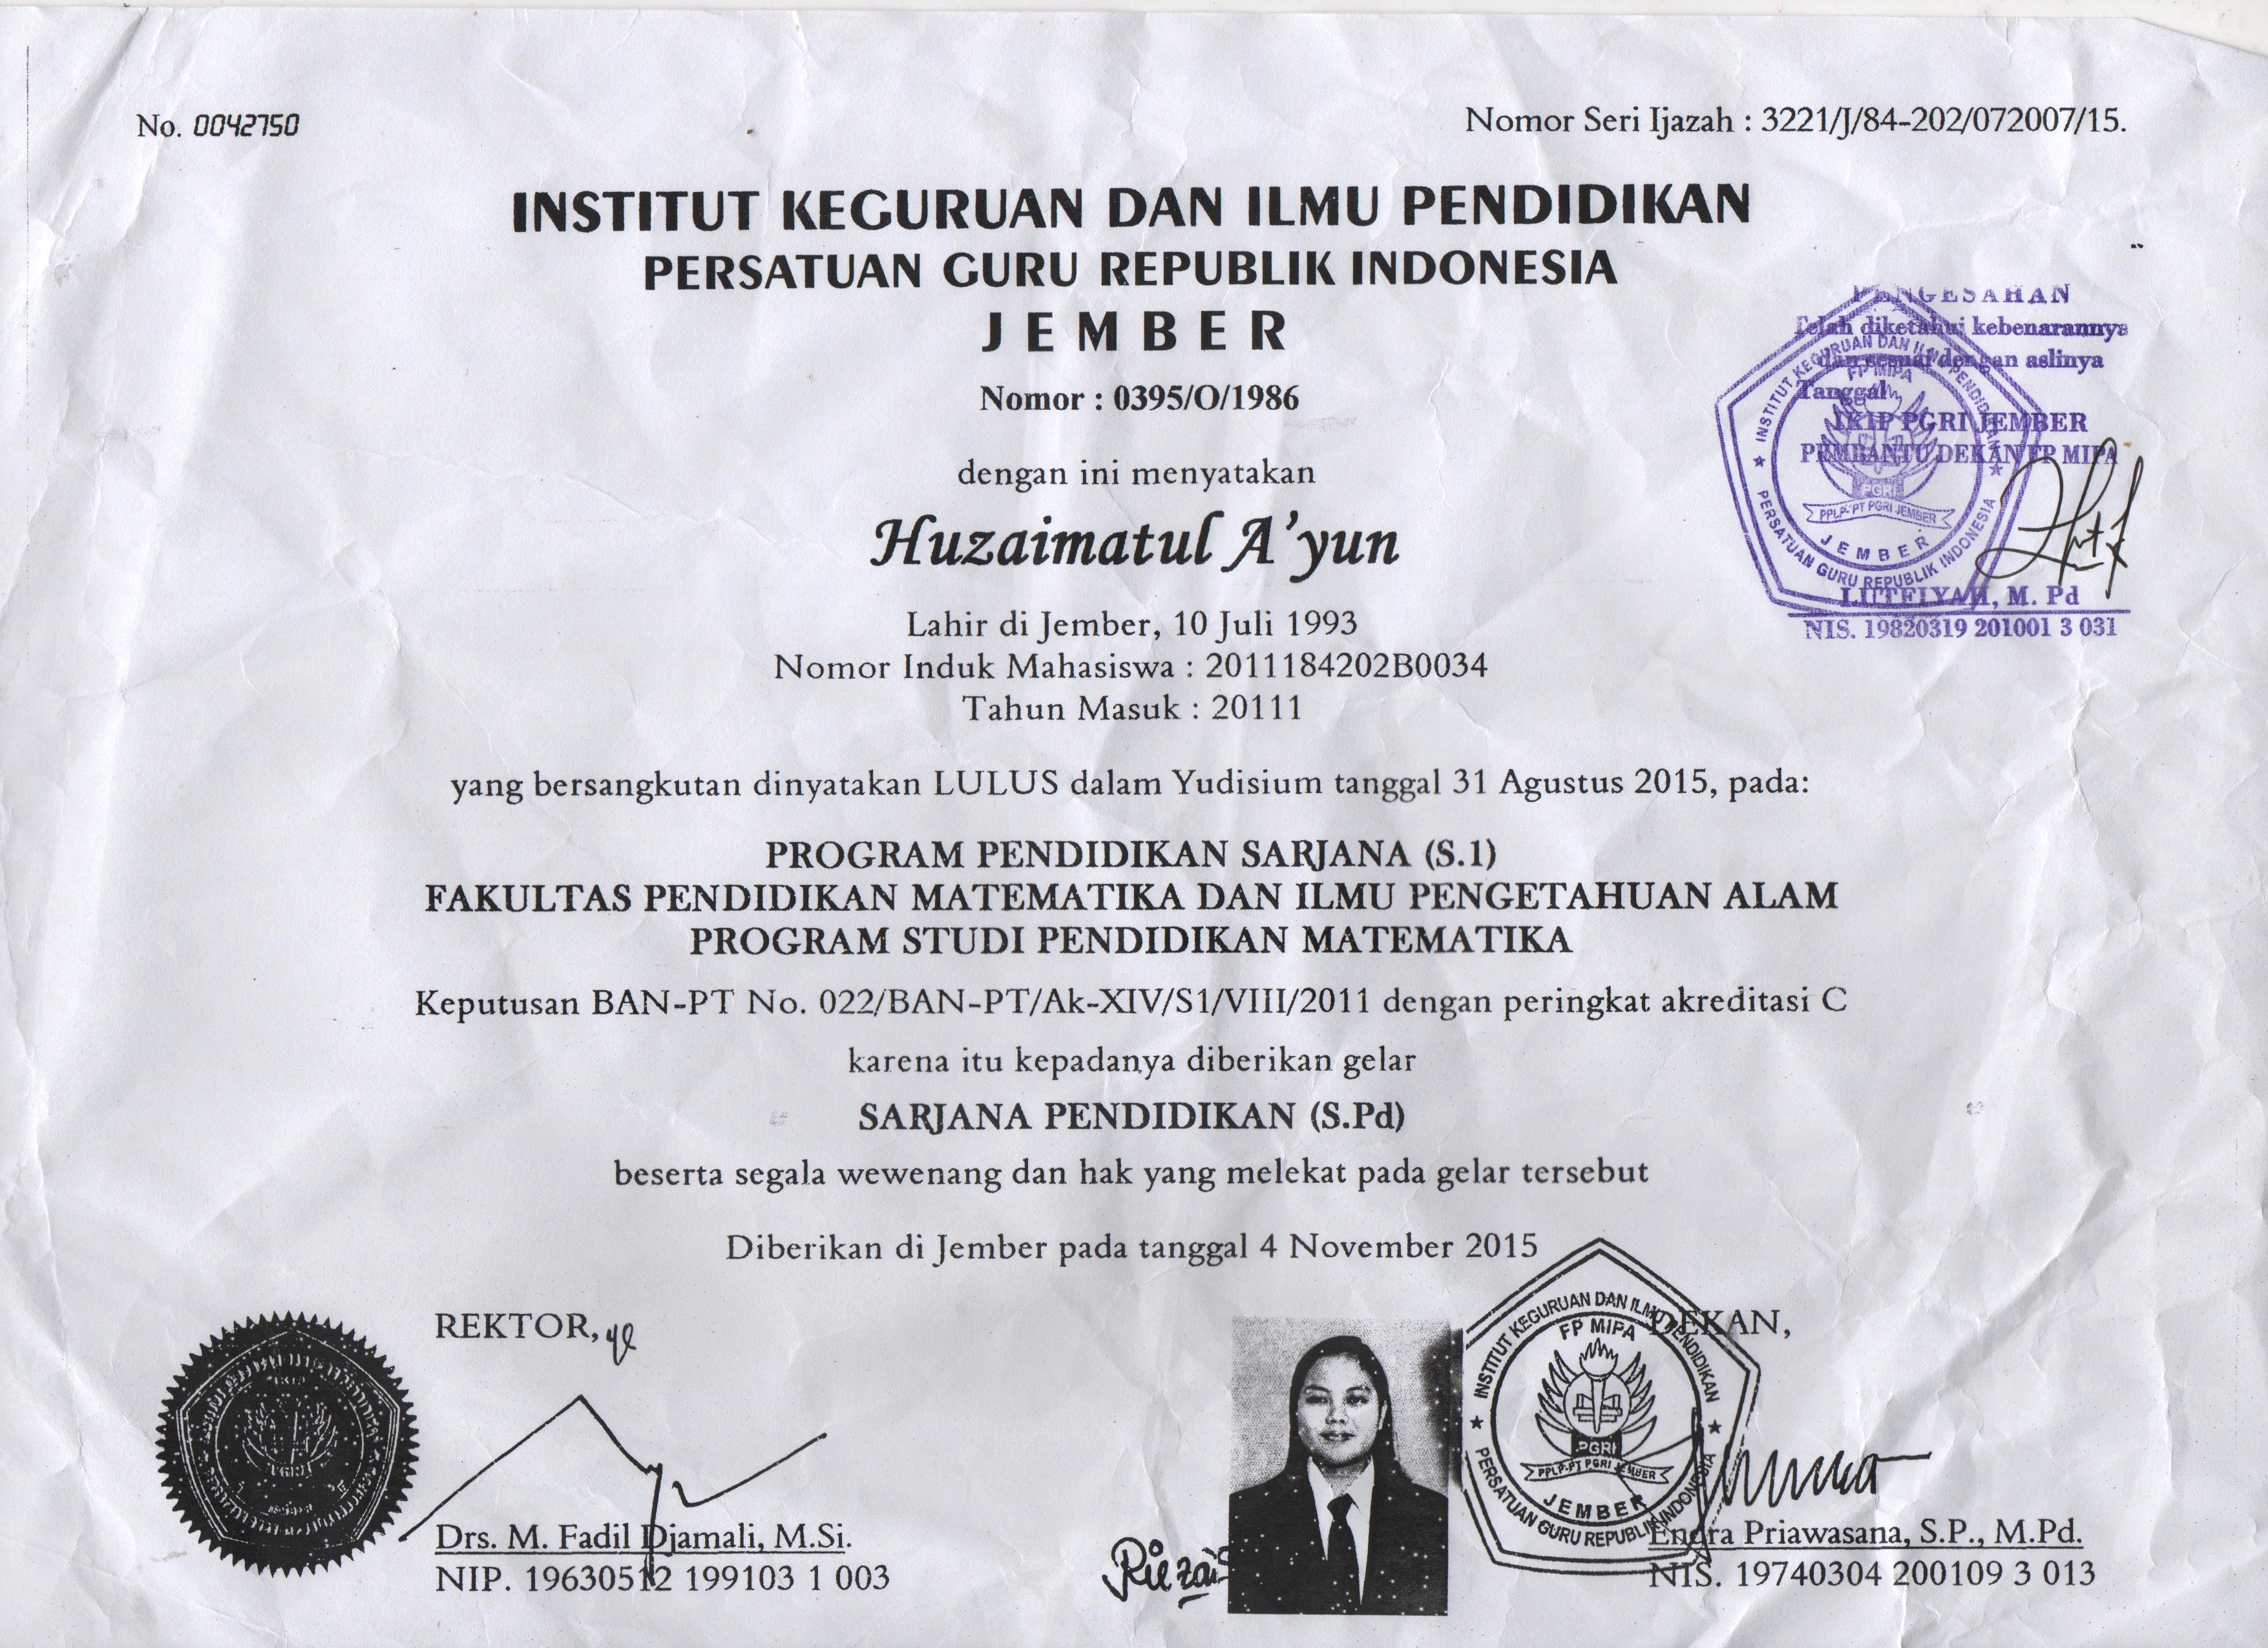 No. 0042750
Nomor Seri Ijazah : 3221/J/84-202/072007/15.
INSTITUT KEGURUAN DAN ILMU PENDIDIKAN
PERSATUAN GURU REPUBLIK INDONESIA
JEMBER
Nomor : 0395/O/1986
PENGESAHAN
Telah diketahui kebenarannya
dan sesuai dengan aslinya
Tanggal
IKIP PGRI JEMBER
PEMBANTU DEKAN FP MIPA
INSTITUT KEGURUAN DAN ILMU PENDIDIKAN
FP MIPA
PGRI
PPLP-PT PGRI JEMBER
JEMBER
PERSATUAN GURU REPUBLIK INDONESIA
LUTFIYAH, M. Pd
NIS. 19820319 201001 3 031
dengan ini menyatakan
Huzaimatul A'yun
Lahir di Jember, 10 Juli 1993
Nomor Induk Mahasiswa : 2011184202B0034
Tahun Masuk : 20111
yang bersangkutan dinyatakan LULUS dalam Yudisium tanggal 31 Agustus 2015, pada:
PROGRAM PENDIDIKAN SARJANA (S.1)
FAKULTAS PENDIDIKAN MATEMATIKA DAN ILMU PENGETAHUAN ALAM
PROGRAM STUDI PENDIDIKAN MATEMATIKA
Keputusan BAN-PT No. 022/BAN-PT/Ak-XIV/S1/VIII/2011 dengan peringkat akreditasi C
karena itu kepadanya diberikan gelar
SARJANA PENDIDIKAN (S.Pd)
beserta segala wewenang dan hak yang melekat pada gelar tersebut
Diberikan di Jember pada tanggal 4 November 2015
REKTOR,
Drs. M. Fadil Djamali, M.Si.
NIP. 19630512 199103 1 003
DEKAN,
INSTITUT KEGURUAN DAN ILMU PENDIDIKAN
FP MIPA
PGRI
PPLP-PT PGRI JEMBER
JEMBER
PERSATUAN GURU REPUBLIK INDONESIA
Endra Priawasana, S.P., M.Pd.
NIS. 19740304 200109 3 013